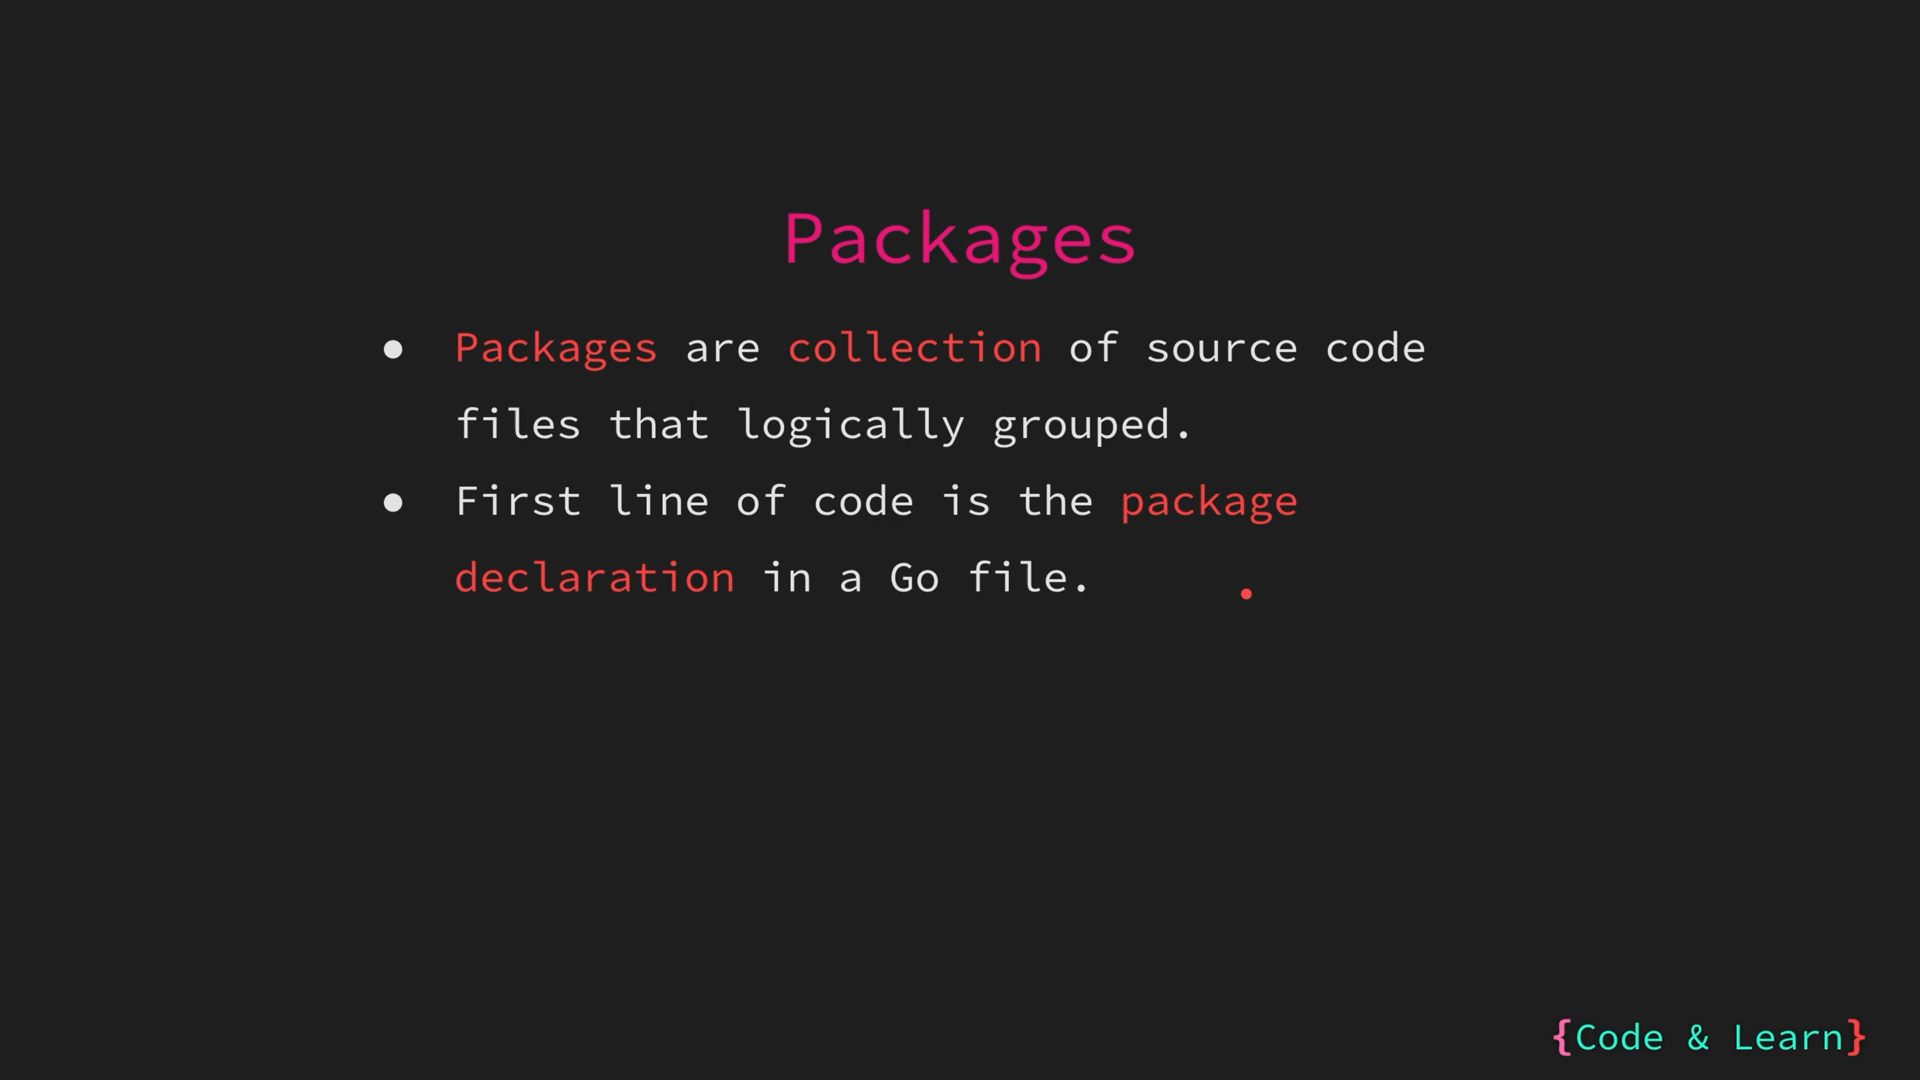 Packages
● Packages are collection of source code
files that logically grouped.
● First line of code is the package
declaration in a Go file.
{Code & Learn}